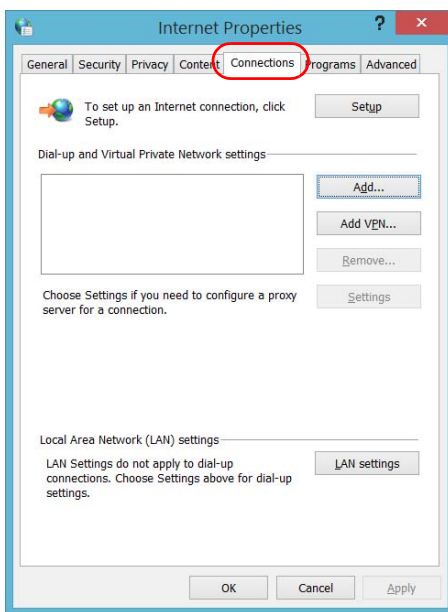 Internet Properties ? ×
General Security Privacy Content Connections Programs Advanced
To set up an Internet connection, click
Setup.
Setup
Dial-up and Virtual Private Network settings
Add...
Add VPN...
Remove...
Choose Settings if you need to configure a proxy
server for a connection.
Settings
Local Area Network (LAN) settings
LAN Settings do not apply to dial-up
connections. Choose Settings above for dial-up
settings.
LAN settings
OK Cancel Apply